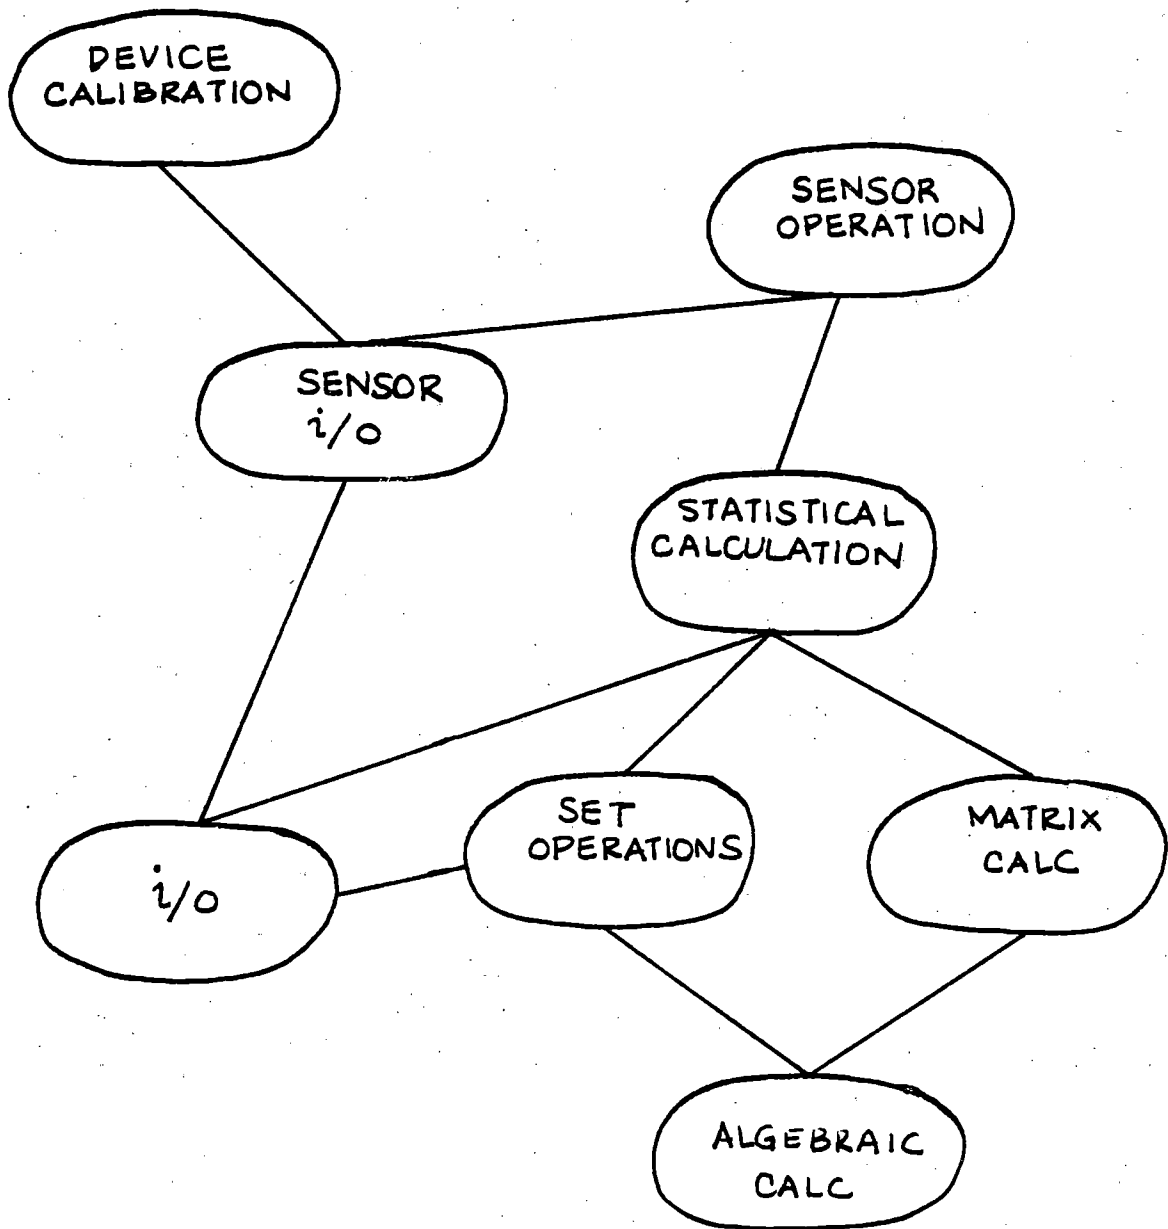 DEVICE
CALIBRATION
SENSOR
OPERATION
SENSOR
i/o
STATISTICAL
CALCULATION
SET
OPERATIONS
MATRIX
CALC
i/o
ALGEBRAIC
CALC